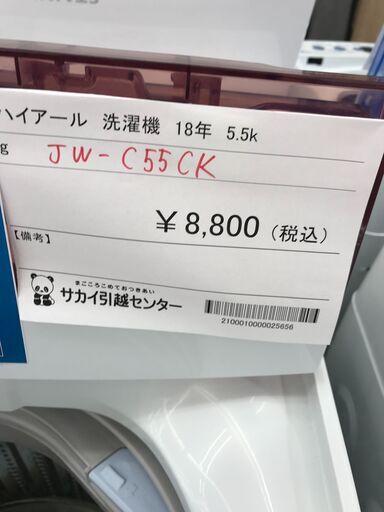 ハイアール 洗濯機 18年 5.5k
g JW-C55CK
¥8,800(税込)
【備考】
まごころこめておつきあい
サカイ引越センター
2100010000025656